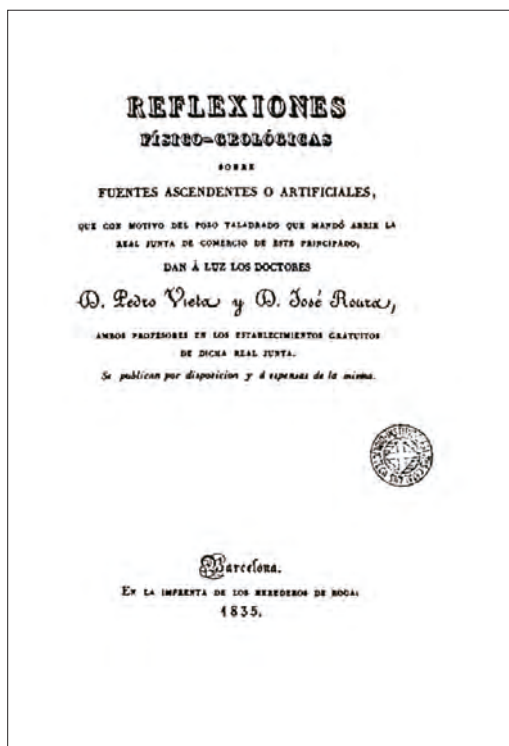 REFLEXIONES
FÍSICO-GEOLÓGICAS
SOBRE
FUENTES ASCENDENTES O ARTIFICIALES,
QUE CON MOTIVO DEL POZO TALADRADO QUE MANDÓ ABRIR LA
REAL JUNTA DE COMERCIO DE ESTE PRINCIPADO,
DAN Á LUZ LOS DOCTORES
D. Pedro Vieta y D. José Roura,
AMBOS PROFESORES EN LOS ESTABLECIMIENTOS GRATUITOS
DE DICHA REAL JUNTA.
Se publican por disposicion y á espensas de la misma.
Barcelona.
EN LA IMPRENTA DE LOS HEREDEROS DE ROCA.
1835.